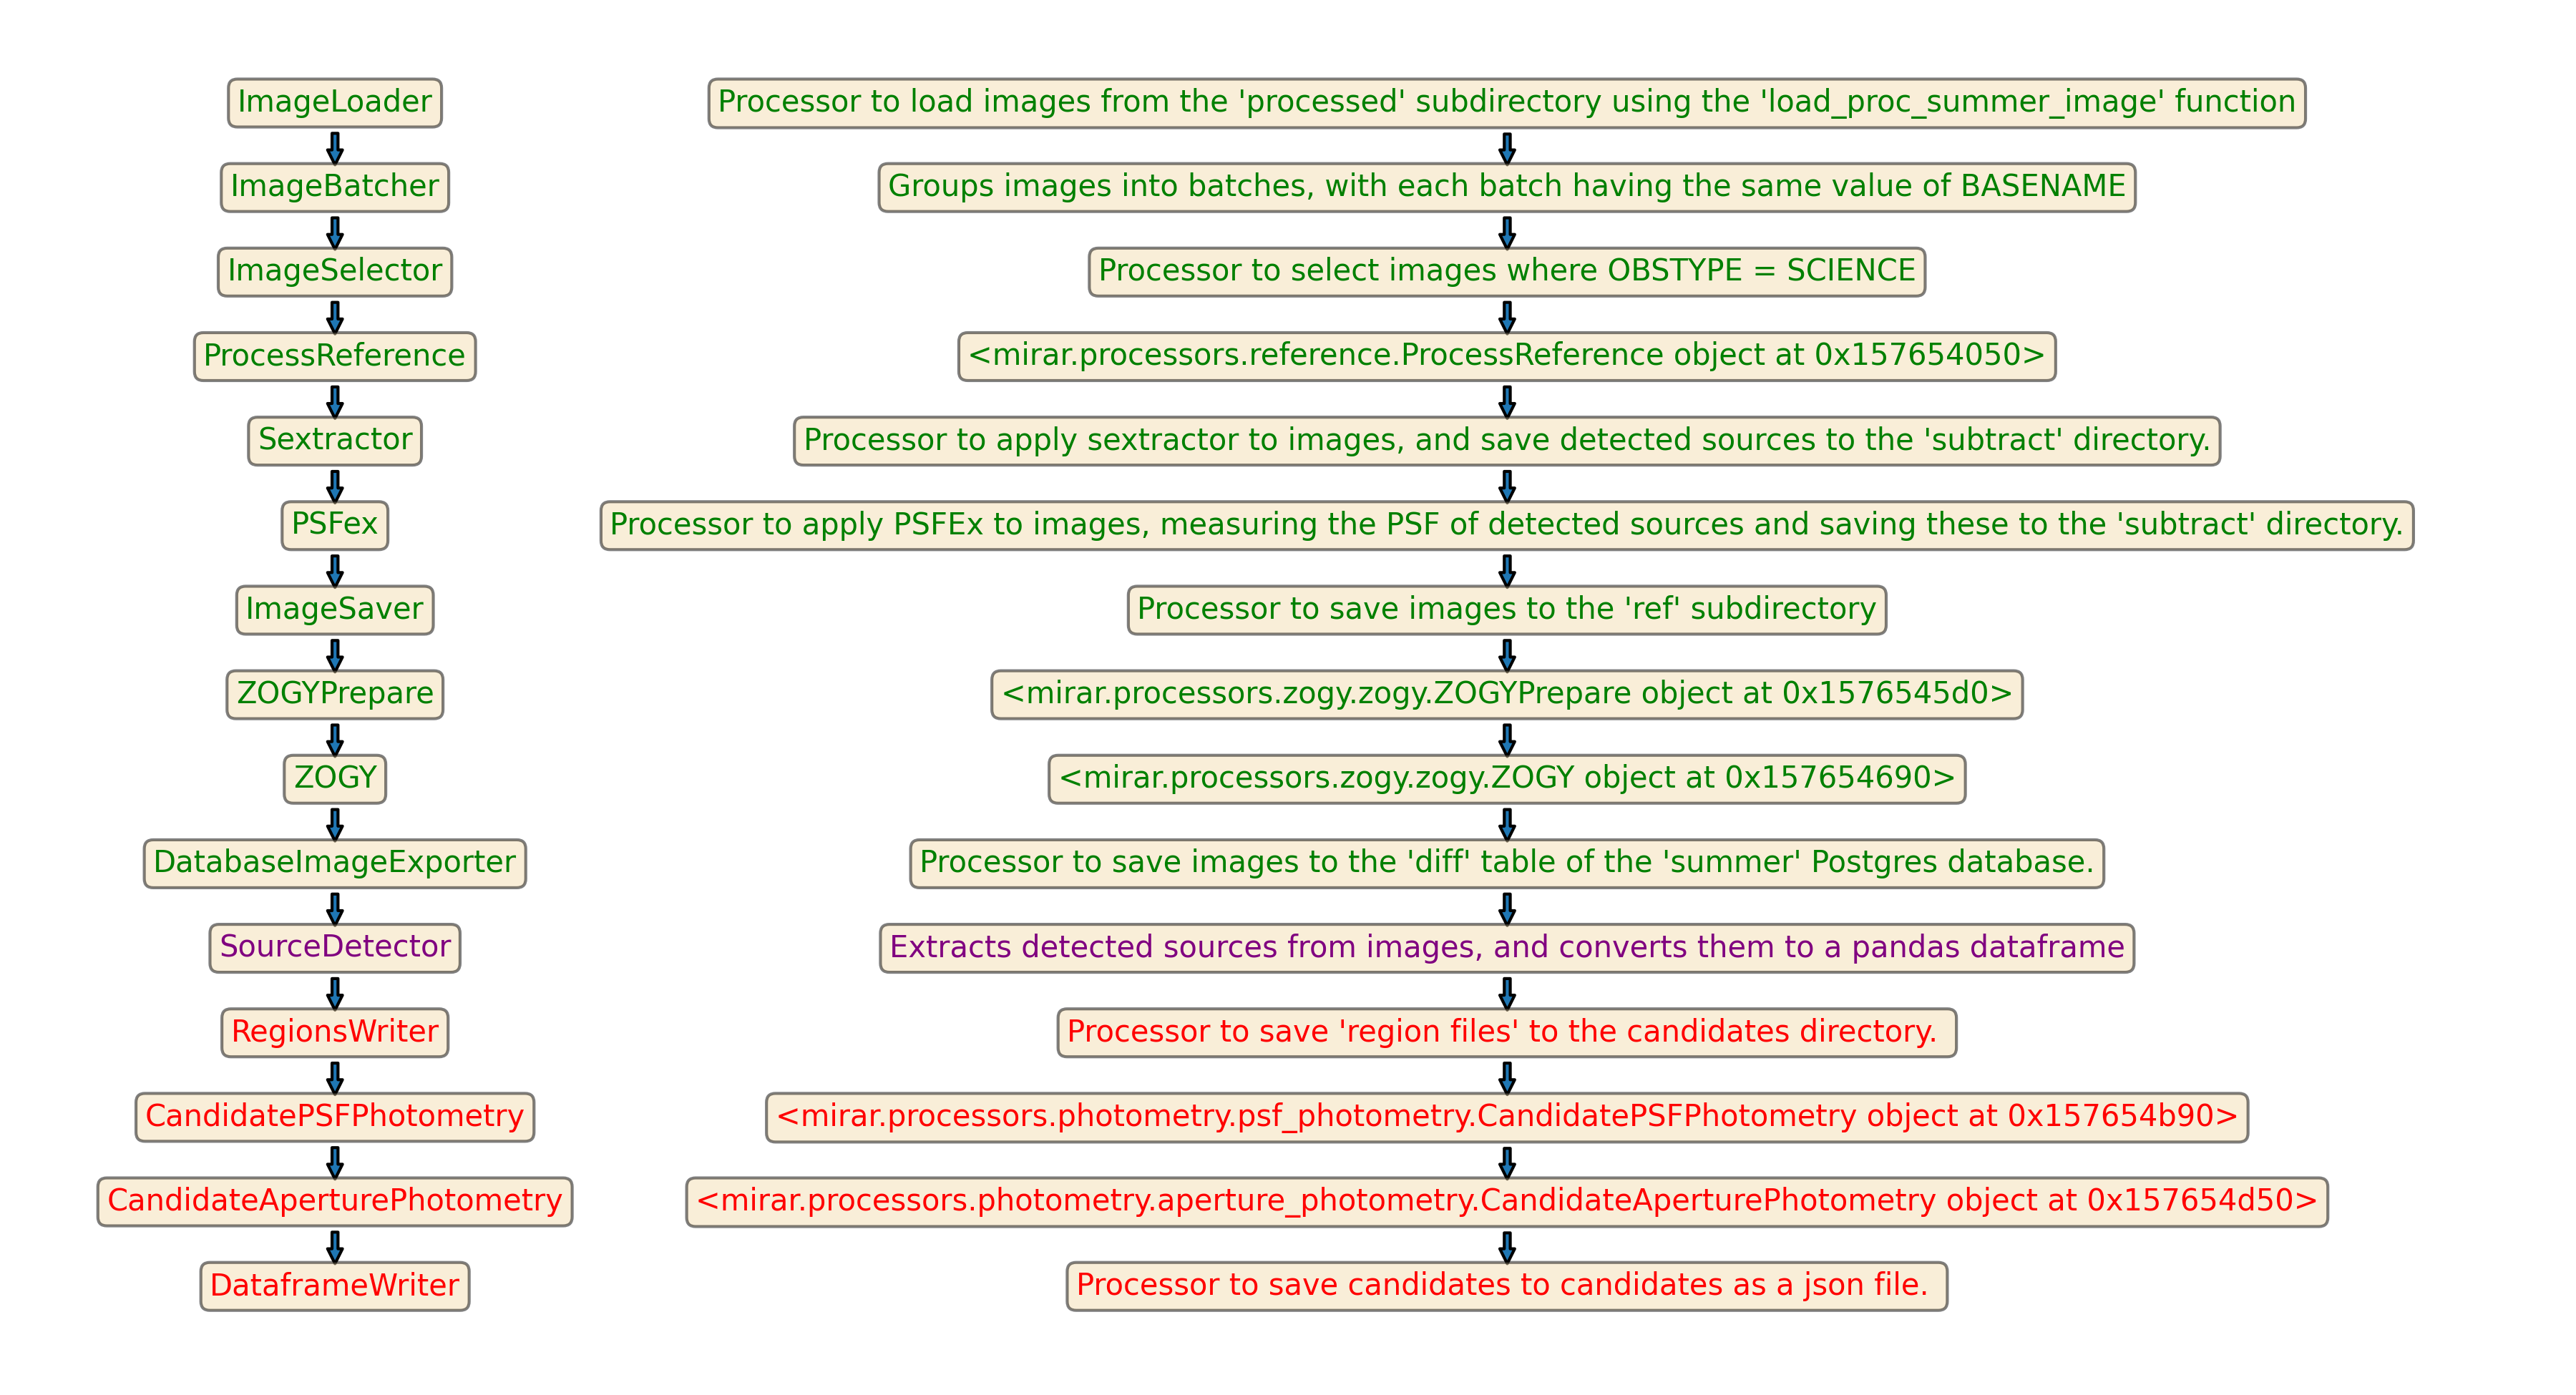 ImageLoader
Processor to load images from the 'processed' subdirectory using the 'load_proc_summer_image' function
ImageBatcher
Groups images into batches, with each batch having the same value of BASENAME
ImageSelector
Processor to select images where OBSTYPE = SCIENCE
ProcessReference
<mirar.processors.reference.ProcessReference object at 0x157654050>
Sextractor
Processor to apply sextractor to images, and save detected sources to the 'subtract' directory.
PSFex
Processor to apply PSFEx to images, measuring the PSF of detected sources and saving these to the 'subtract' directory.
ImageSaver
Processor to save images to the 'ref' subdirectory
ZOGYPrepare
<mirar.processors.zogy.zogy.ZOGYPrepare object at 0x1576545d0>
ZOGY
<mirar.processors.zogy.zogy.ZOGY object at 0x157654690>
DatabaseImageExporter
Processor to save images to the 'diff' table of the 'summer' Postgres database.
SourceDetector
Extracts detected sources from images, and converts them to a pandas dataframe
RegionsWriter
Processor to save 'region files' to the candidates directory.
CandidatePSFPhotometry
<mirar.processors.photometry.psf_photometry.CandidatePSFPhotometry object at 0x157654b90>
CandidateAperturePhotometry
<mirar.processors.photometry.aperture_photometry.CandidateAperturePhotometry object at 0x157654d50>
DataframeWriter
Processor to save candidates to candidates as a json file.